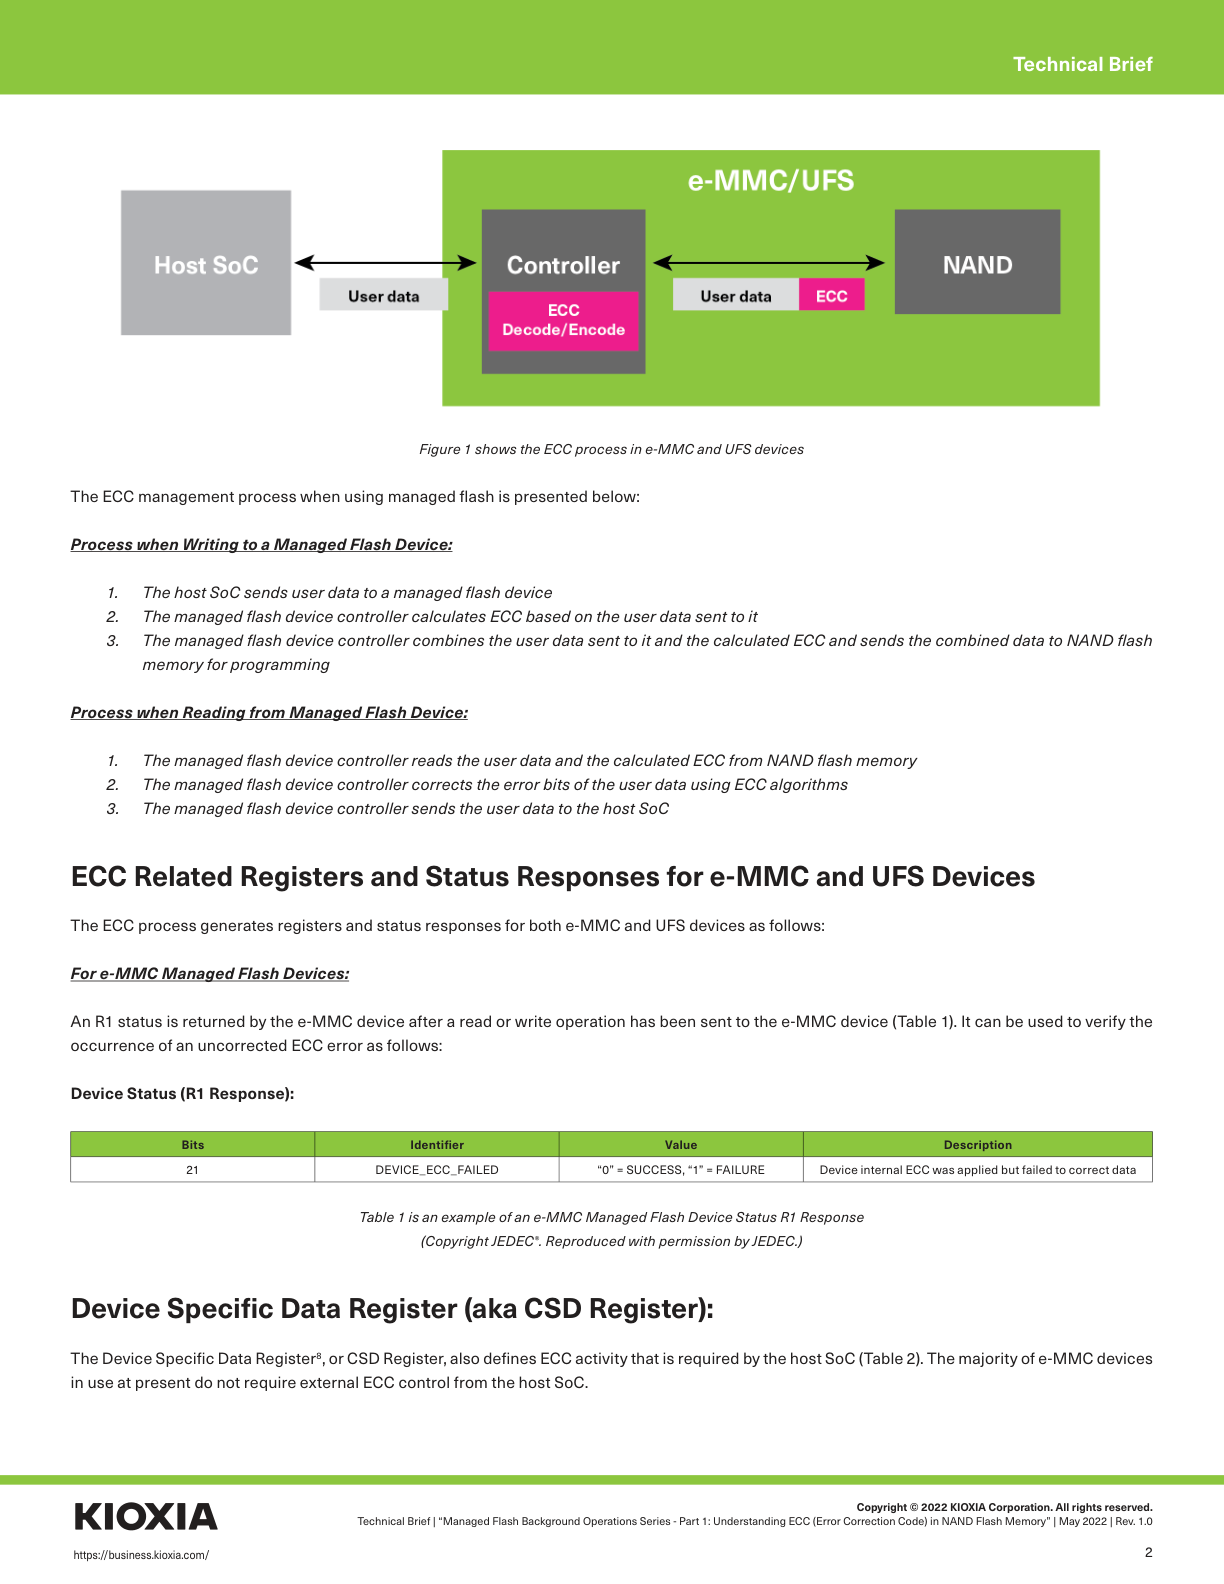 Technical Brief
e-MMC/UFS
Host SoC
Controller
NAND
User data
User data
ECC
ECC
Decode/Encode
Figure 1 shows the ECC process in e-MMC and UFS devices
The ECC management process when using managed flash is presented below:
Process when Writing to a Managed Flash Device:
1. The host SoC sends user data to a managed flash device
2. The managed flash device controller calculates ECC based on the user data sent to it
3. The managed flash device controller combines the user data sent to it and the calculated ECC and sends the combined data to NAND flash
memory for programming
Process when Reading from Managed Flash Device:
1. The managed flash device controller reads the user data and the calculated ECC from NAND flash memory
2. The managed flash device controller corrects the error bits of the user data using ECC algorithms
3. The managed flash device controller sends the user data to the host SoC
ECC Related Registers and Status Responses for e-MMC and UFS Devices
The ECC process generates registers and status responses for both e-MMC and UFS devices as follows:
For e-MMC Managed Flash Devices:
An R1 status is returned by the e-MMC device after a read or write operation has been sent to the e-MMC device (Table 1). It can be used to verify the
occurrence of an uncorrected ECC error as follows:
Device Status (R1 Response):
Bits Identifier Value Description
21 DEVICE_ECC_FAILED “0” = SUCCESS, “1” = FAILURE Device internal ECC was applied but failed to correct data
Table 1 is an example of an e-MMC Managed Flash Device Status R1 Response
(Copyright JEDEC®. Reproduced with permission by JEDEC.)
Device Specific Data Register (aka CSD Register):
The Device Specific Data Register⁸, or CSD Register, also defines ECC activity that is required by the host SoC (Table 2). The majority of e-MMC devices
in use at present do not require external ECC control from the host SoC.
KIOXIA
Copyright © 2022 KIOXIA Corporation. All rights reserved.
Technical Brief | “Managed Flash Background Operations Series - Part 1: Understanding ECC (Error Correction Code) in NAND Flash Memory” | May 2022 | Rev. 1.0
https://business.kioxia.com/
2